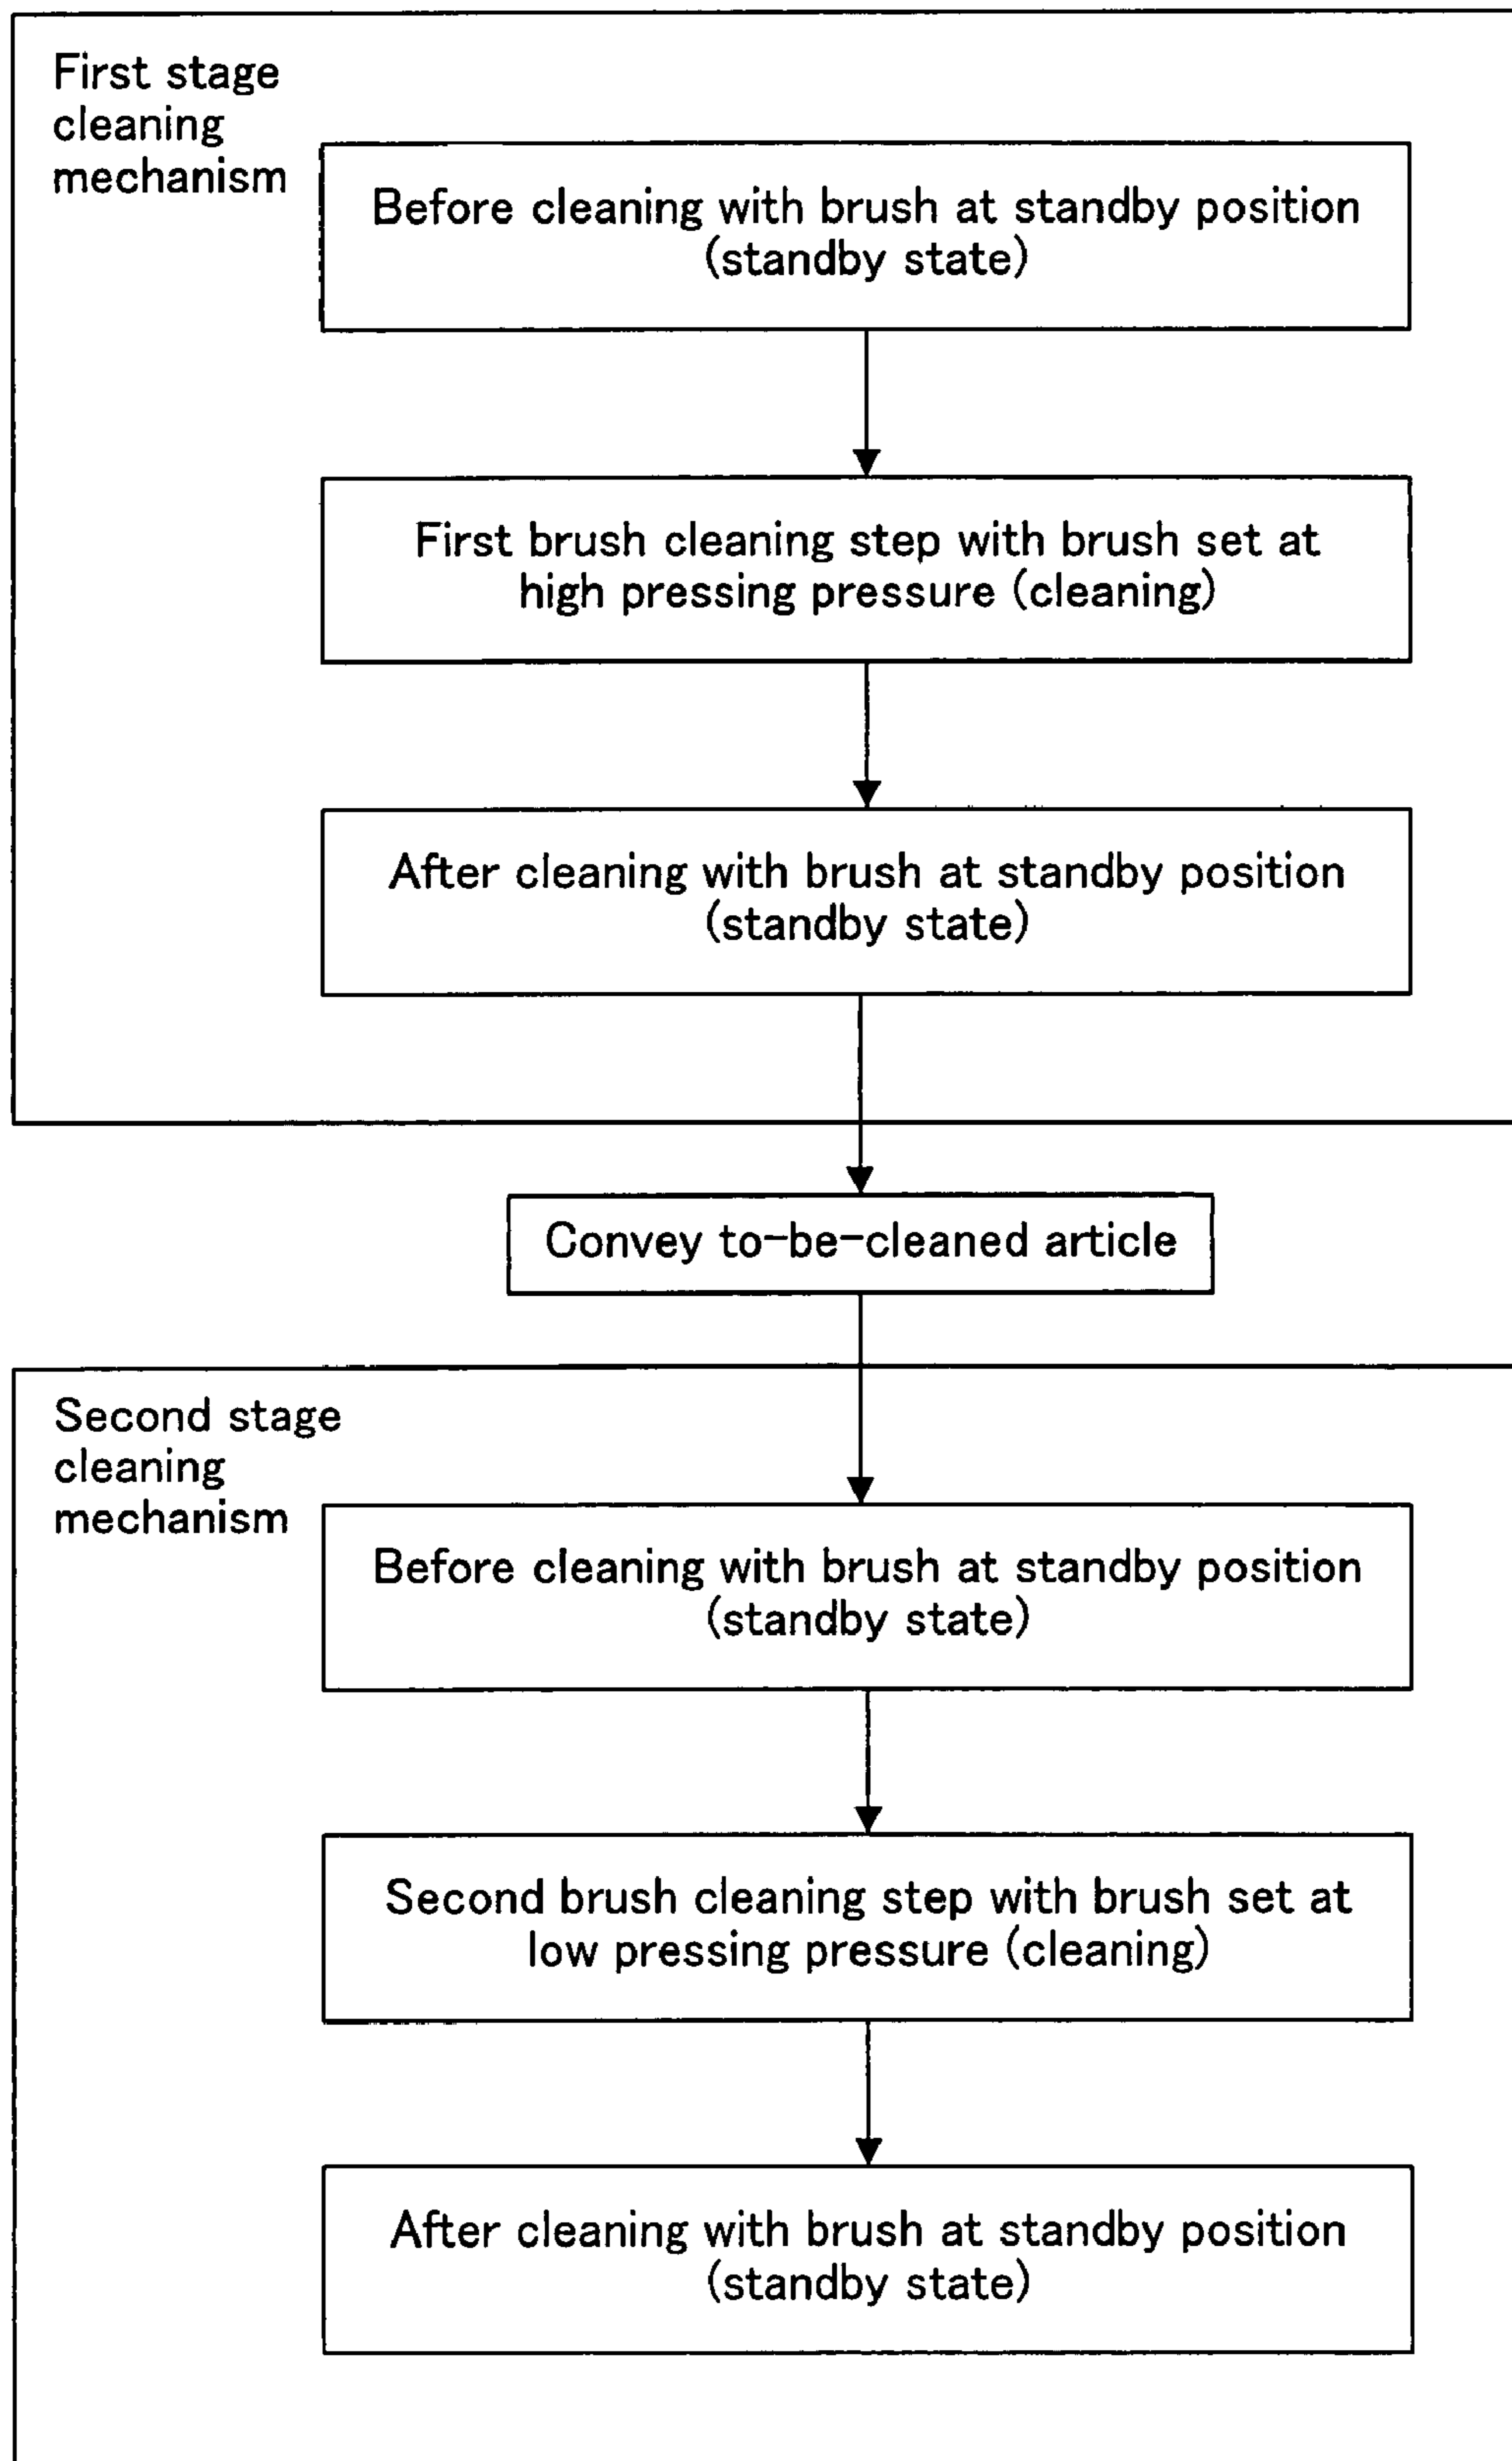 First stage
cleaning
mechanism
Before cleaning with brush at standby position
(standby state)
First brush cleaning step with brush set at
high pressing pressure (cleaning)
After cleaning with brush at standby position
(standby state)
Convey to-be-cleaned article
Second stage
cleaning
mechanism
Before cleaning with brush at standby position
(standby state)
Second brush cleaning step with brush set at
low pressing pressure (cleaning)
After cleaning with brush at standby position
(standby state)